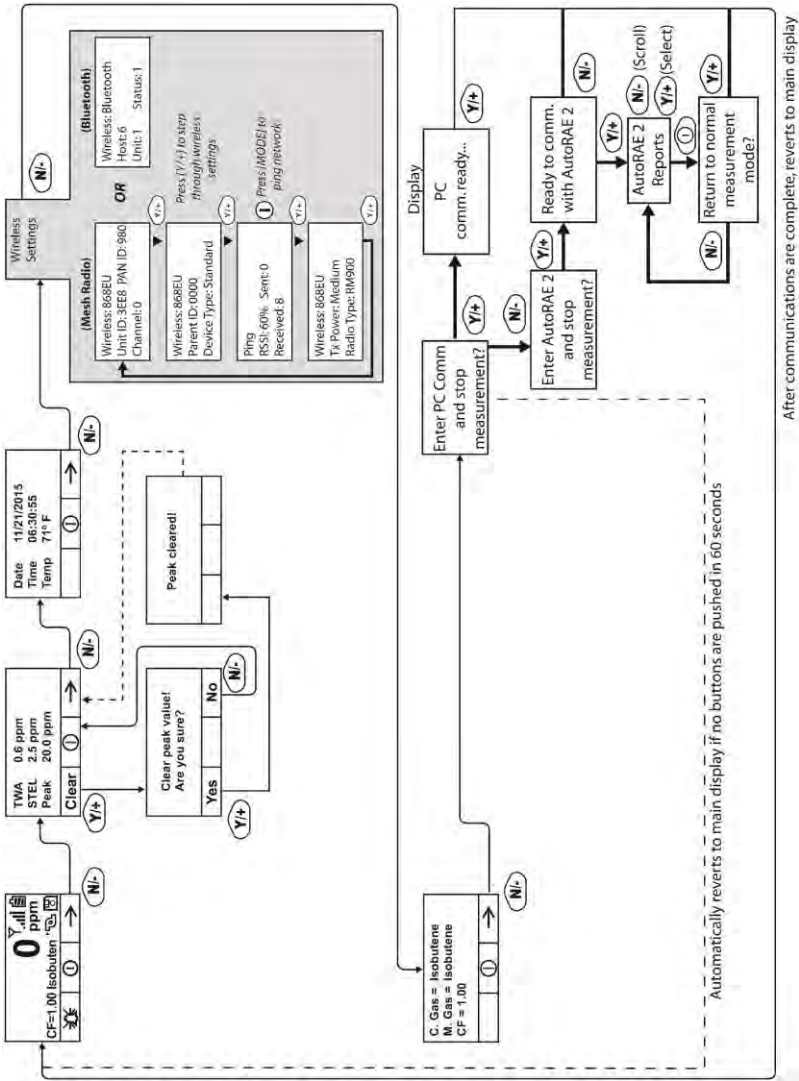 0 ppm
CF=1.00 Isobuten
N/-
TWA 0.6 ppm
STEL 2.5 ppm
Peak 20.0 ppm
Clear
Y/+
N/-
Clear peak value!
Are you sure?
Yes No
Y/+
N/-
Peak cleared!
Date 11/21/2015
Time 06:30:55
Temp 71° F
N/-
Wireless
Settings
N/-
(Mesh Radio)
Wireless: 868EU
Unit ID: 3EE8 PAN ID: 980
Channel: 0
Y/+
Wireless: 868EU
Parent ID: 0000
Device Type: Standard
Y/+
Ping
RSSI: 60% Sent: 0
Received: 8
Y/+
Wireless: 868EU
Tx Power: Medium
Radio Type: RM900
Y/+
OR
(Bluetooth)
Wireless: Bluetooth
Host: 6
Unit: 1 Status: 1
Press [Y/+] to step
through wireless
settings
Press [MODE] to
ping network
C. Gas = Isobutene
M. Gas = Isobutene
CF = 1.00
N/-
Enter PC Comm
and stop
measurement?
Y/+
N/-
Display
PC
comm. ready...
Y/+
Enter AutoRAE 2
and stop
measurement?
Y/+
Ready to comm.
with AutoRAE 2
N/-
Y/+
AutoRAE 2
Reports
N/- (Scroll)
Y/+ (Select)
Return to normal
measurement
mode?
N/-
Y/+
Automatically reverts to main display if no buttons are pushed in 60 seconds
After communications are complete, reverts to main display